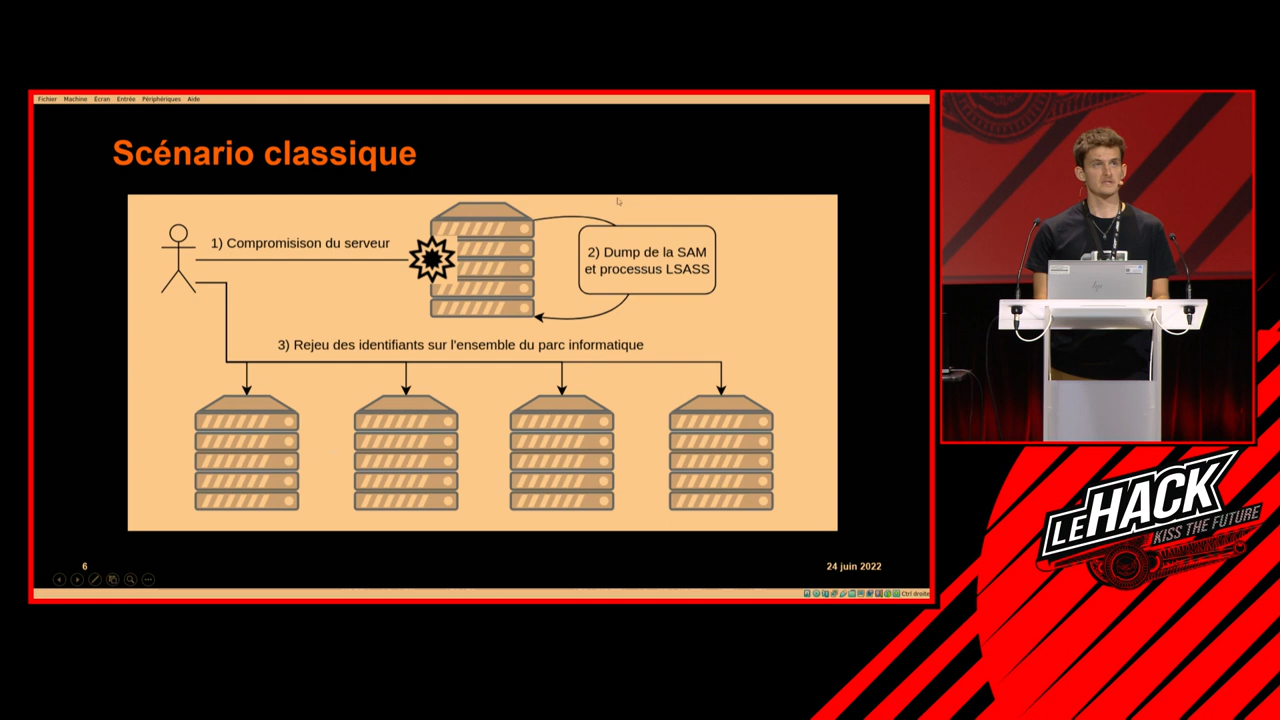 Fichier Machine Écran Entrée Périphériques Aide
Scénario classique
1) Compromisison du serveur
2) Dump de la SAM
et processus LSASS
3) Rejeu des identifiants sur l'ensemble du parc informatique
6
24 juin 2022
Ctrl droite
hp
LEHACK
KISS THE FUTURE